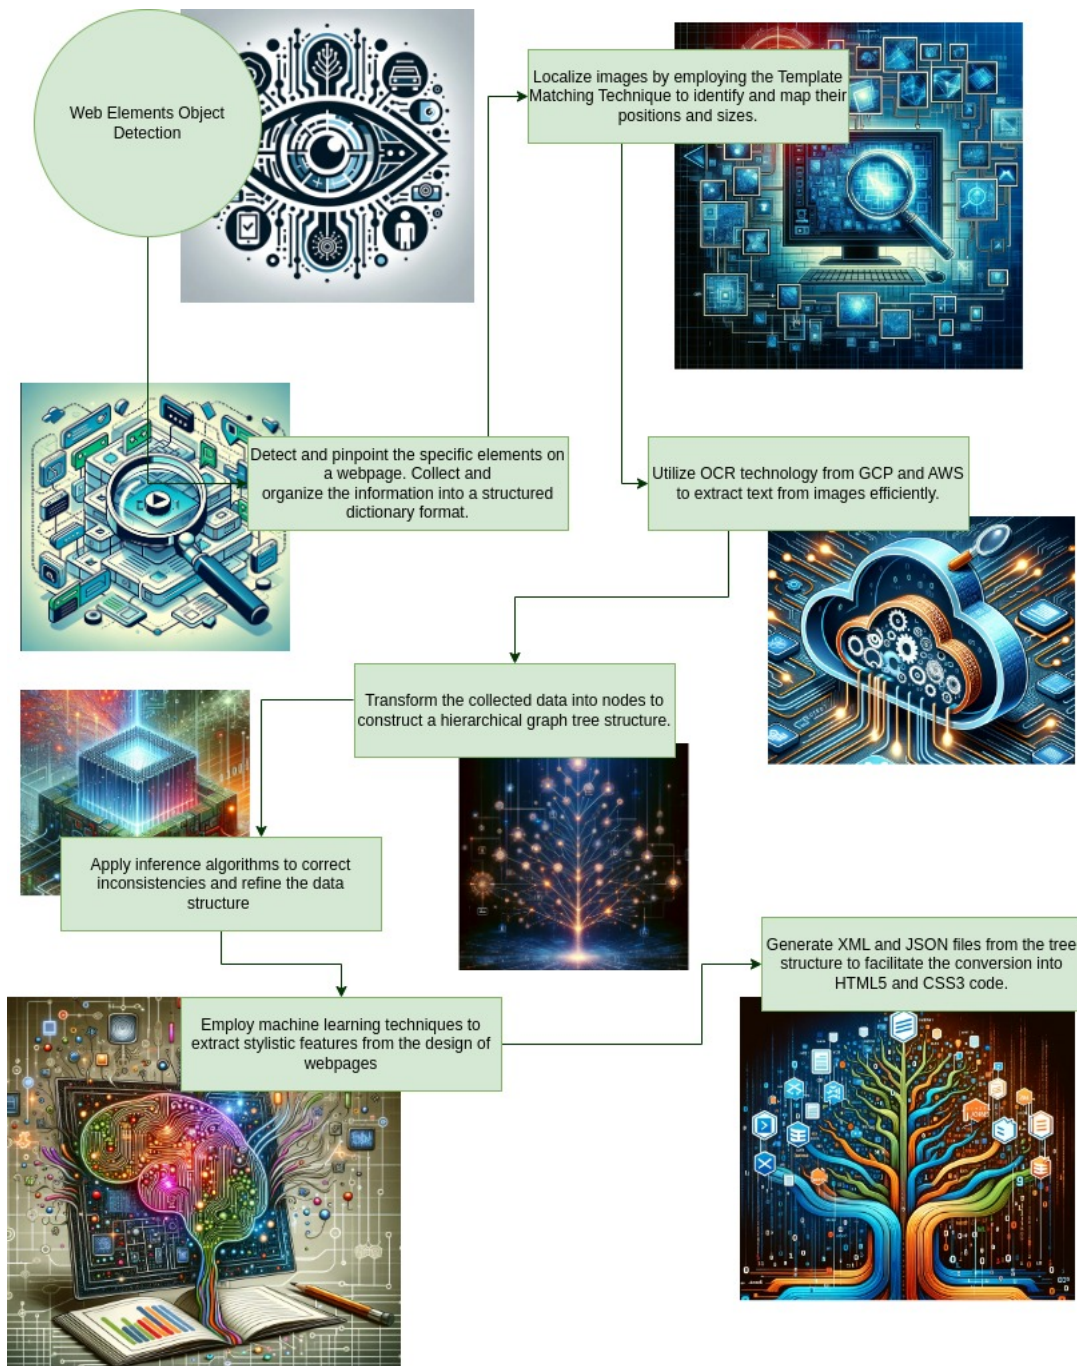 Web Elements Object
Detection
Localize images by employing the Template
Matching Technique to identify and map their
positions and sizes.
Detect and pinpoint the specific elements on
a webpage. Collect and
organize the information into a structured
dictionary format.
Utilize OCR technology from GCP and AWS
to extract text from images efficiently.
Transform the collected data into nodes to
construct a hierarchical graph tree structure.
Apply inference algorithms to correct
inconsistencies and refine the data
structure
Employ machine learning techniques to
extract stylistic features from the design of
webpages
Generate XML and JSON files from the tree
structure to facilitate the conversion into
HTML5 and CSS3 code.